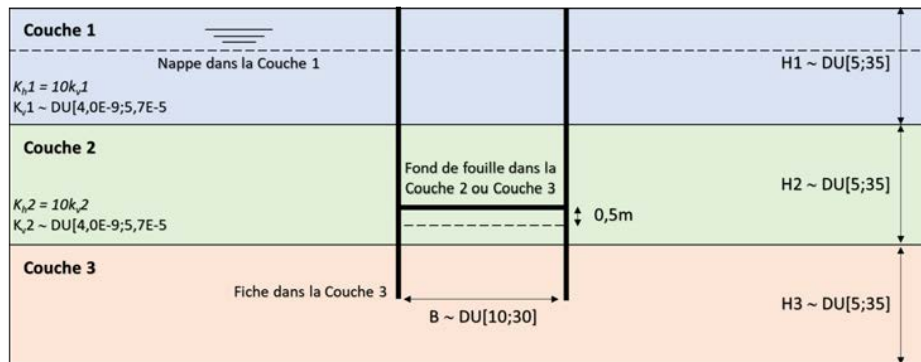 Couche 1
Nappe dans la Couche 1
Kₕ1 = 10kᵥ1
Kᵥ1 ~ DU[4,0E-9;5,7E-5
H1 ~ DU[5;35]
Couche 2
Fond de fouille dans la
Couche 2 ou Couche 3
Kₕ2 = 10kᵥ2
Kᵥ2 ~ DU[4,0E-9;5,7E-5
0,5m
H2 ~ DU[5;35]
Couche 3
Fiche dans la Couche 3
B ~ DU[10;30]
H3 ~ DU[5;35]